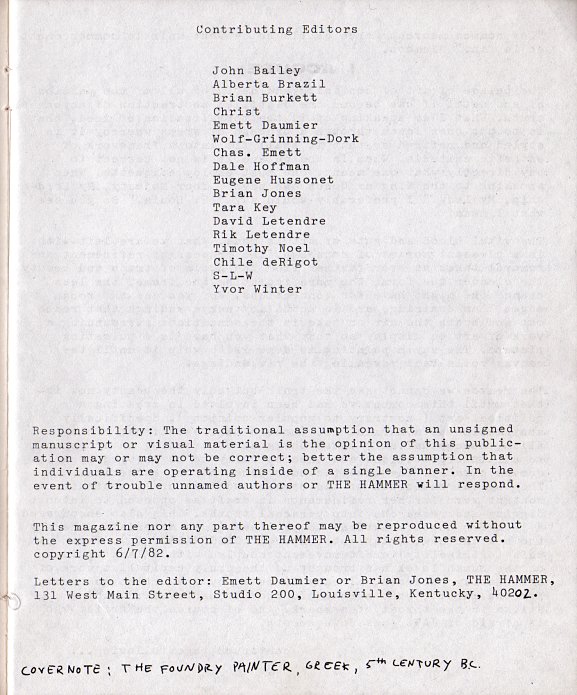 Contributing Editors
John Bailey
Alberta Brazil
Brian Burkett
Christ
Emett Daumier
Wolf-Grinning-Dork
Chas. Emett
Dale Hoffman
Eugene Hussonet
Brian Jones
Tara Key
David Letendre
Rik Letendre
Timothy Noel
Chile deRigot
S-L-W
Yvor Winter
Responsibility: The traditional assumption that an unsigned
manuscript or visual material is the opinion of this public-
ation may or may not be correct; better the assumption that
individuals are operating inside of a single banner. In the
event of trouble unnamed authors or THE HAMMER will respond.
This magazine nor any part thereof may be reproduced without
the express permission of THE HAMMER. All rights reserved.
copyright 6/7/82.
Letters to the editor: Emett Daumier or Brian Jones, THE HAMMER,
131 West Main Street, Studio 200, Louisville, Kentucky, 40202.
COVER NOTE: THE FOUNDRY PAINTER, GREEK, 5th CENTURY B.C.